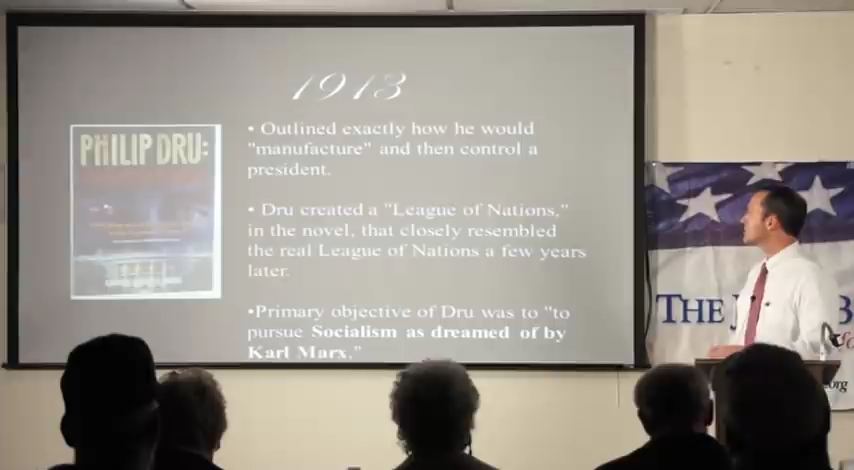 1913
PHILIP DRU:
• Outlined exactly how he would
"manufacture" and then control a
president.
• Dru created a "League of Nations,"
in the novel, that closely resembled
the real League of Nations a few years
later.
•Primary objective of Dru was to "to
pursue Socialism as dreamed of by
Karl Marx."
THE J
B
So
.org